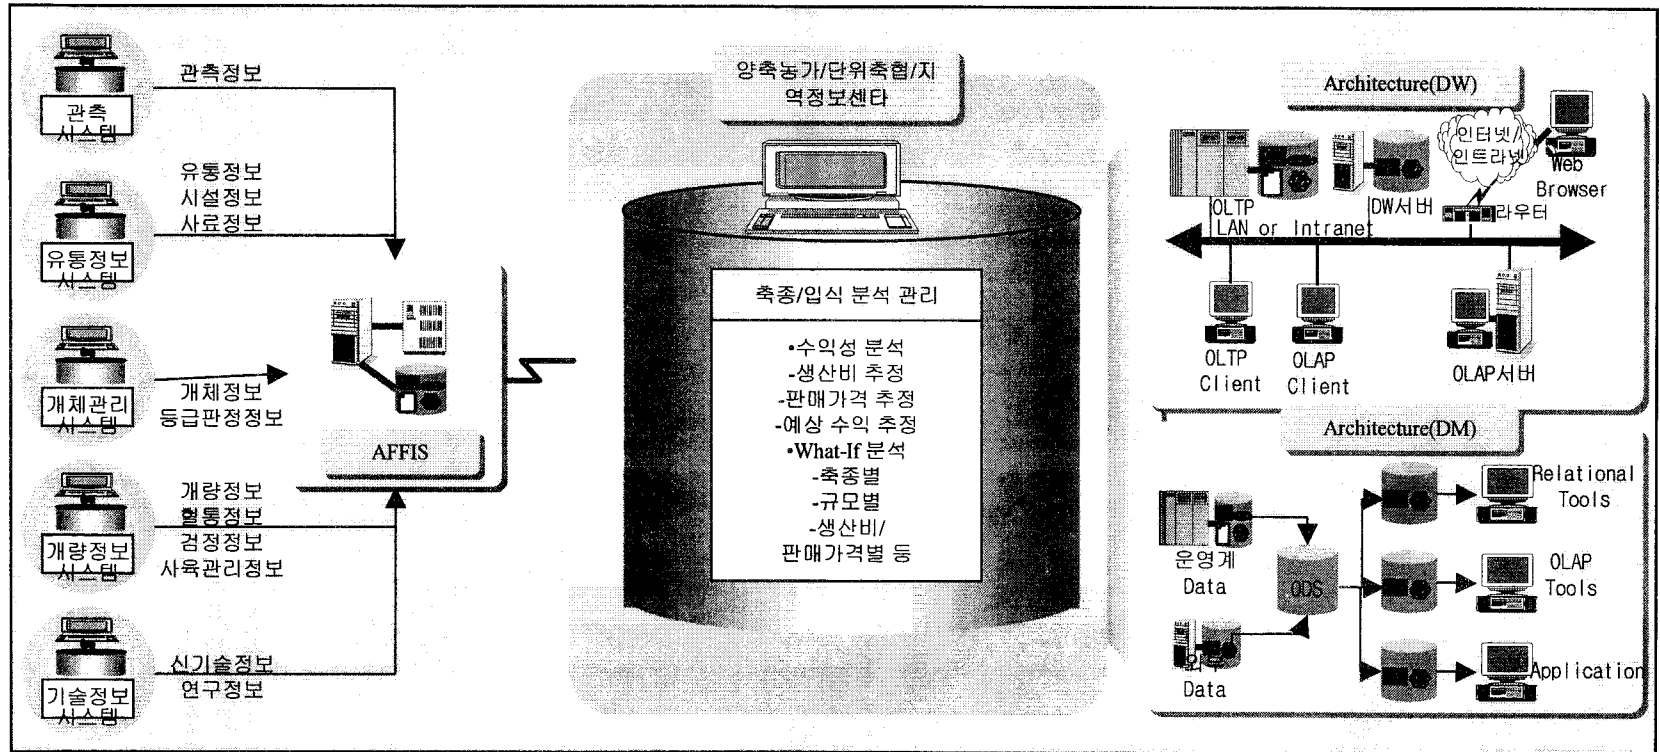 관측정보
관측
시스템
유통정보
시설정보
사료정보
유통정보
시스템
개체정보
등급판정정보
개체관리
시스템
AFFIS
개량정보
혈통정보
검정정보
사육관리정보
개량정보
시스템
신기술정보
연구정보
기술정보
시스템
양축농가/단위축협/지
역정보센타
축종/입식 분석 관리
•수익성 분석
-생산비 추정
-판매가격 추정
-예상 수익 추정
•What-If 분석
-축종별
-규모별
-생산비/
판매가격별 등
Architecture(DW)
인터넷/
인트라넷
Web
Browser
OLTP
DW서버
라우터
LAN or Intranet
OLTP
Client
OLAP
Client
OLAP서버
Architecture(DM)
Relational
Tools
운영계
Data
ODS
OLAP
Tools
외부
Data
Application